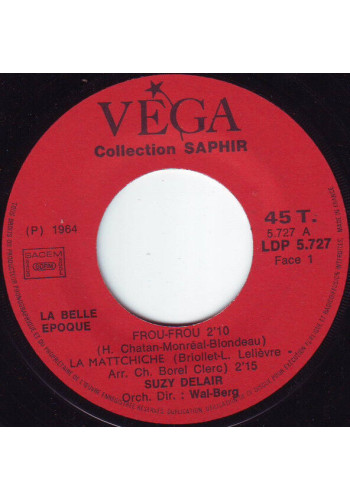 VEGA
Collection SAPHIR
(P) 1964
45 T.
5.727 A
LDP 5.727
Face 1
SACEM
LA BELLE
EPOQUE
FROU-FROU 2'10
(H. Chatan-Monréal-Blondeau)
LA MATTCHICHE (Briollet-L. Lelièvre -
Arr. Ch. Borel Clerc) 2'15
SUZY DELAIR
Orch. Dir. : Wal-Berg